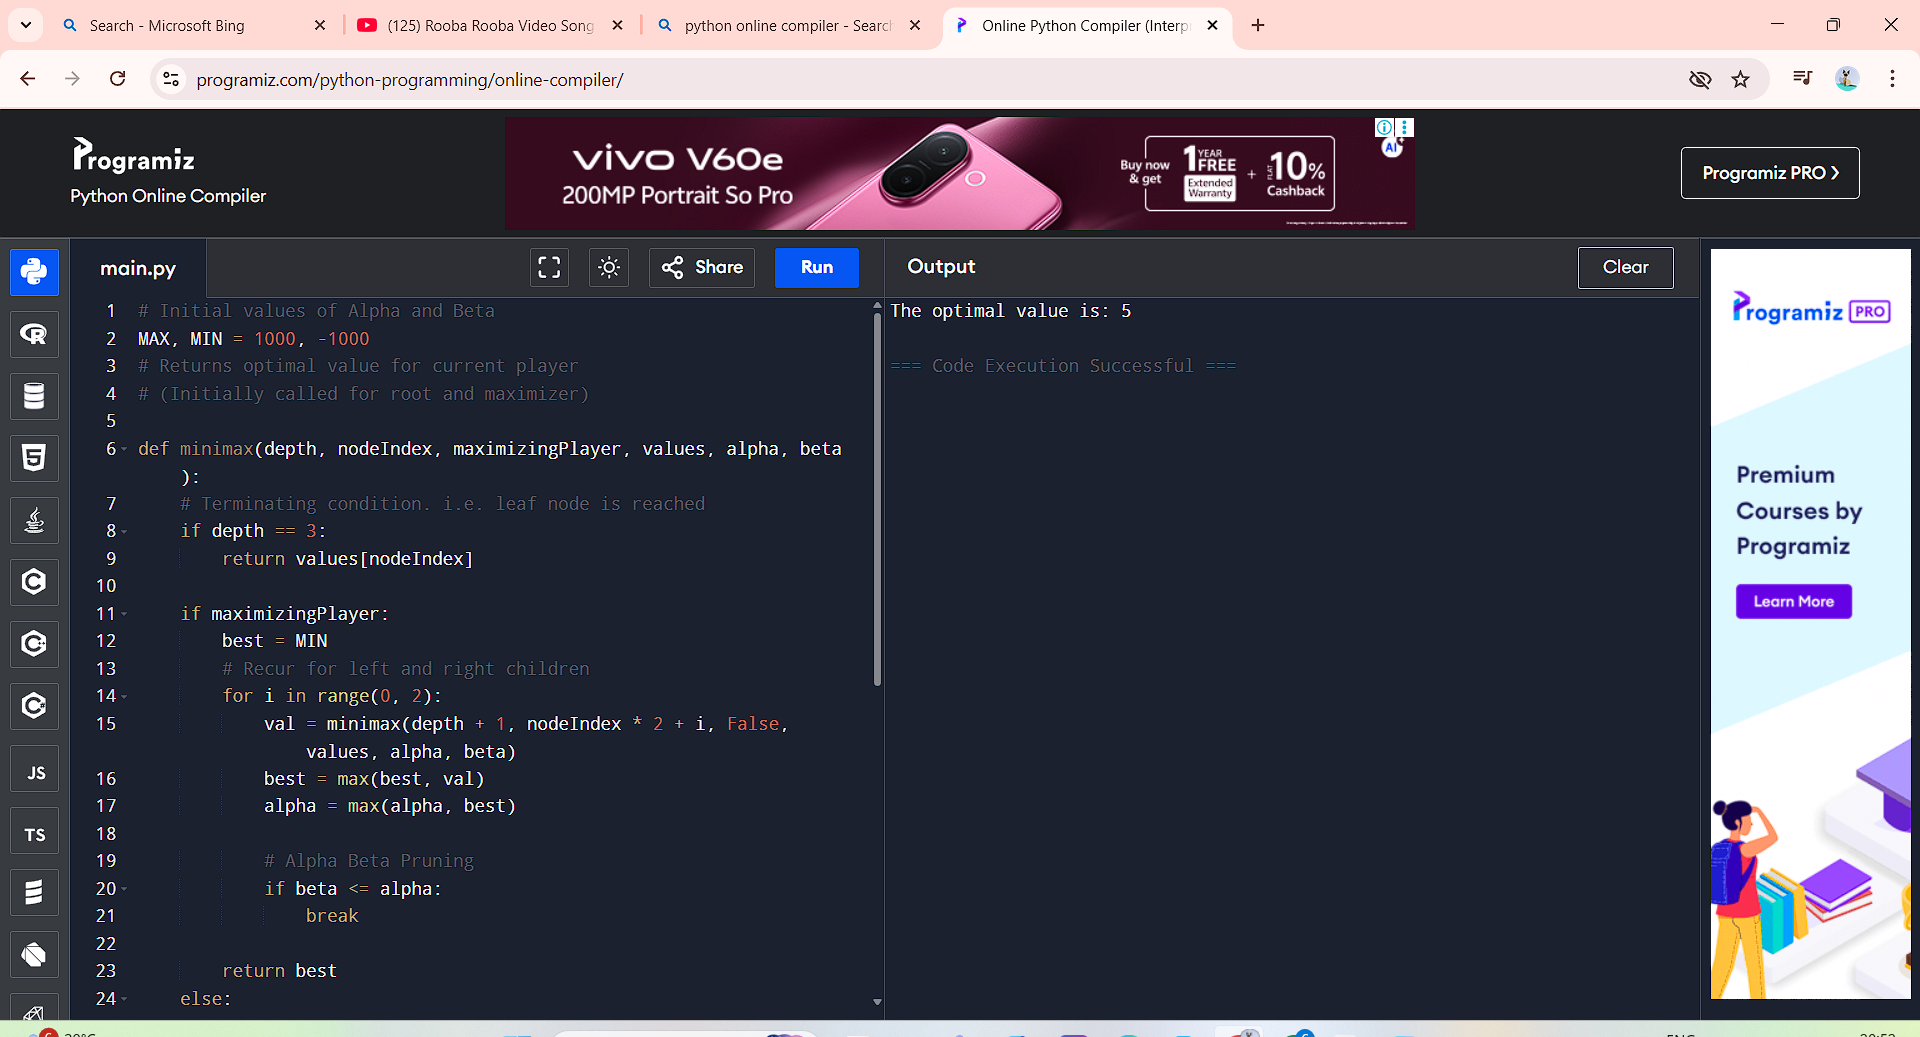 Search - Microsoft Bing
(125) Rooba Rooba Video Song
python online compiler - Searc
Online Python Compiler (Interp
programiz.com/python-programming/online-compiler/
Programiz
Python Online Compiler
vivo V60e
200MP Portrait So Pro
Buy now
& get
1 YEAR
FREE
Extended
Warranty
+
FLAT 10%
Cashback
AI
Programiz PRO ❯
main.py
Share
Run
Output
Clear
1 # Initial values of Alpha and Beta
2 MAX, MIN = 1000, -1000
3 # Returns optimal value for current player
4 # (Initially called for root and maximizer)
5
6 def minimax(depth, nodeIndex, maximizingPlayer, values, alpha, beta
):
7 # Terminating condition. i.e. leaf node is reached
8 if depth == 3:
9 return values[nodeIndex]
10
11 if maximizingPlayer:
12 best = MIN
13 # Recur for left and right children
14 for i in range(0, 2):
15 val = minimax(depth + 1, nodeIndex * 2 + i, False,
values, alpha, beta)
16 best = max(best, val)
17 alpha = max(alpha, best)
18
19 # Alpha Beta Pruning
20 if beta <= alpha:
21 break
22
23 return best
24 else:
The optimal value is: 5
=== Code Execution Successful ===
JS
TS
Programiz PRO
Premium
Courses by
Programiz
Learn More